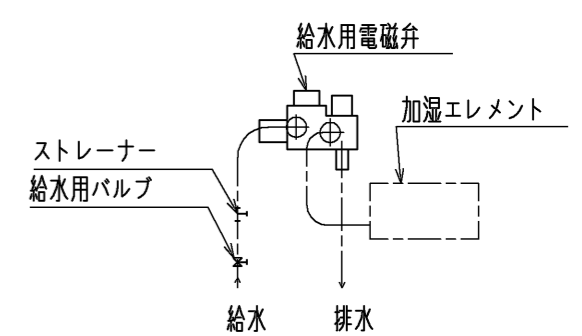 給水用電磁弁
加湿エレメント
ストレーナー
給水用バルブ
給水
排水